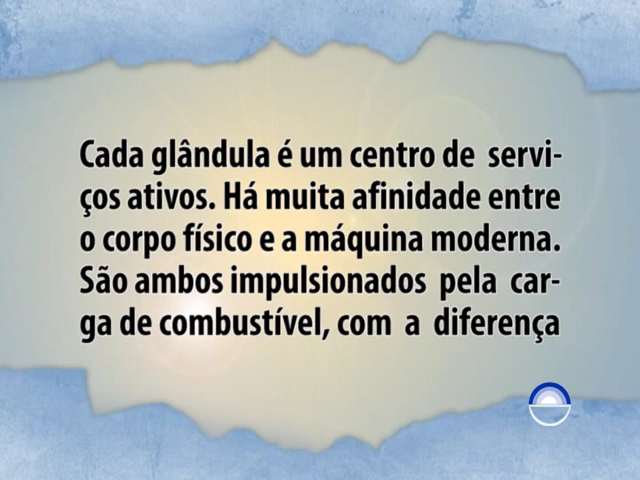 Cada glândula é um centro de servi-
ços ativos. Há muita afinidade entre
o corpo físico e a máquina moderna.
São ambos impulsionados pela car-
ga de combustível, com a diferença